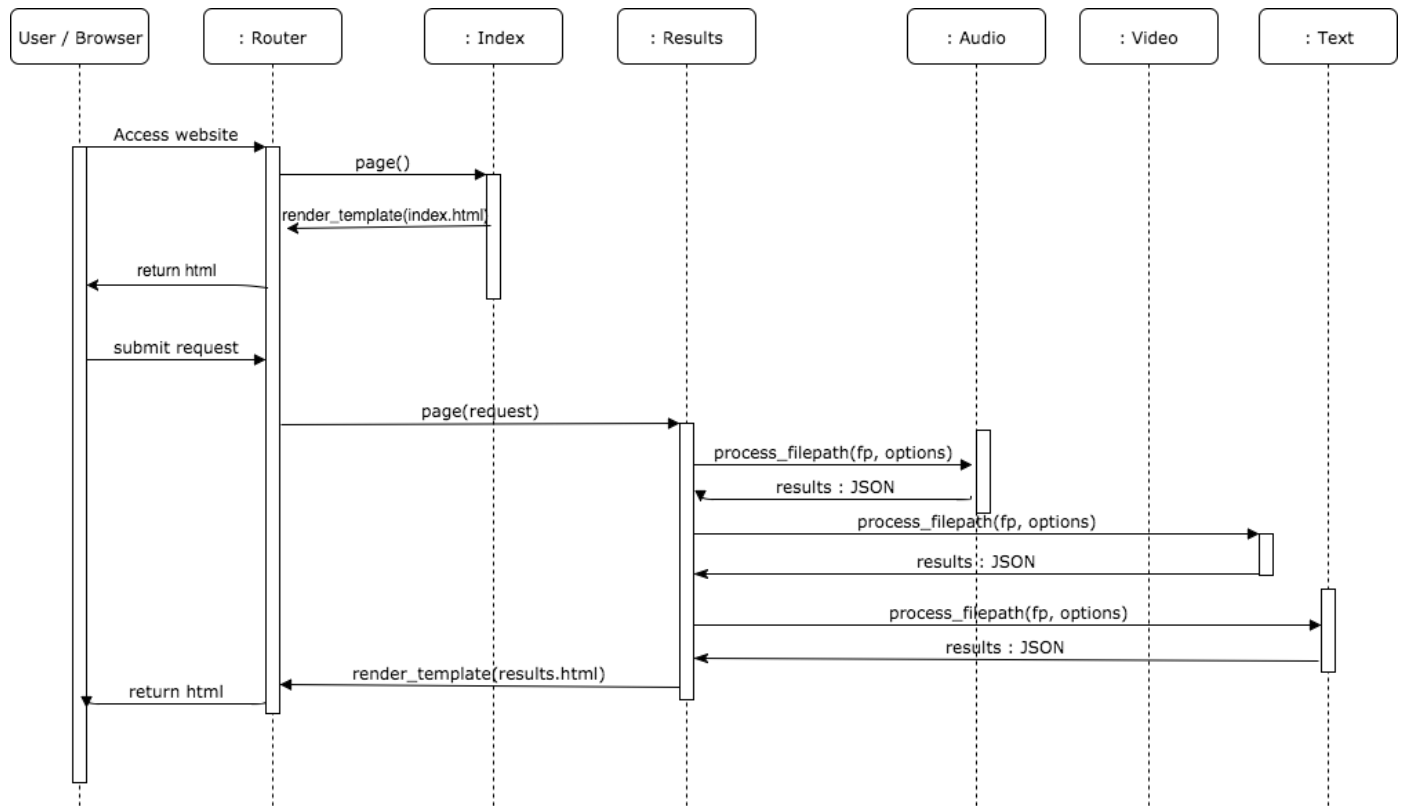 User / Browser
: Router
: Index
: Results
: Audio
: Video
: Text
Access website
page()
render_template(index.html)
return html
submit request
page(request)
process_filepath(fp, options)
results : JSON
process_filepath(fp, options)
results : JSON
process_filepath(fp, options)
results : JSON
render_template(results.html)
return html